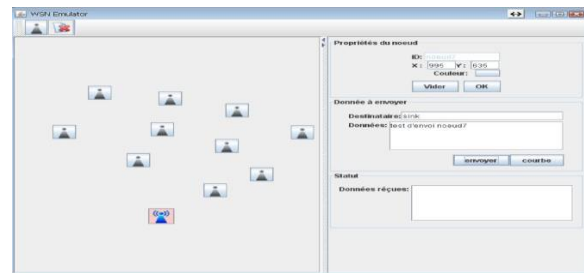 WSN Emulator
Propriétés du noeud
ID:
X : 995 Y : 635
Couleur:
Vider OK
Donnée à envoyer
Destinataire: sink
Données: test d'envoi noeud7
envoyer courbe
Statut
Données réçues: